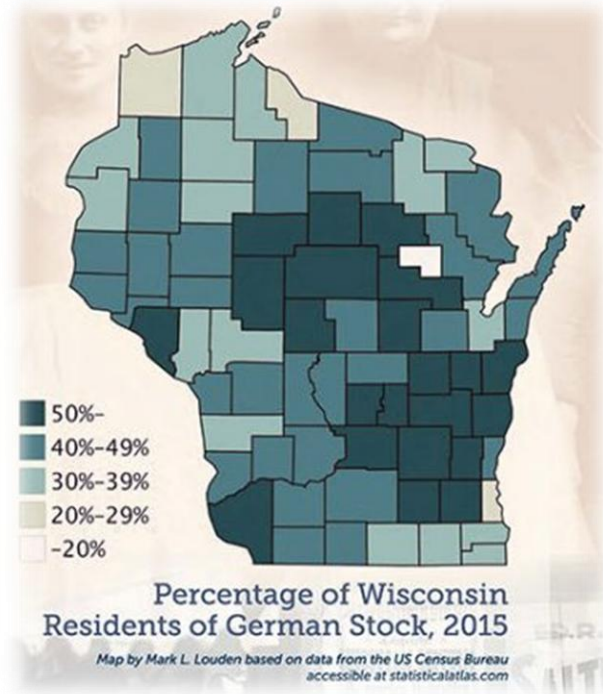 50%-
40%-49%
30%-39%
20%-29%
-20%
Percentage of Wisconsin
Residents of German Stock, 2015
Map by Mark L. Louden based on data from the US Census Bureau
accessible at statisticalatlas.com